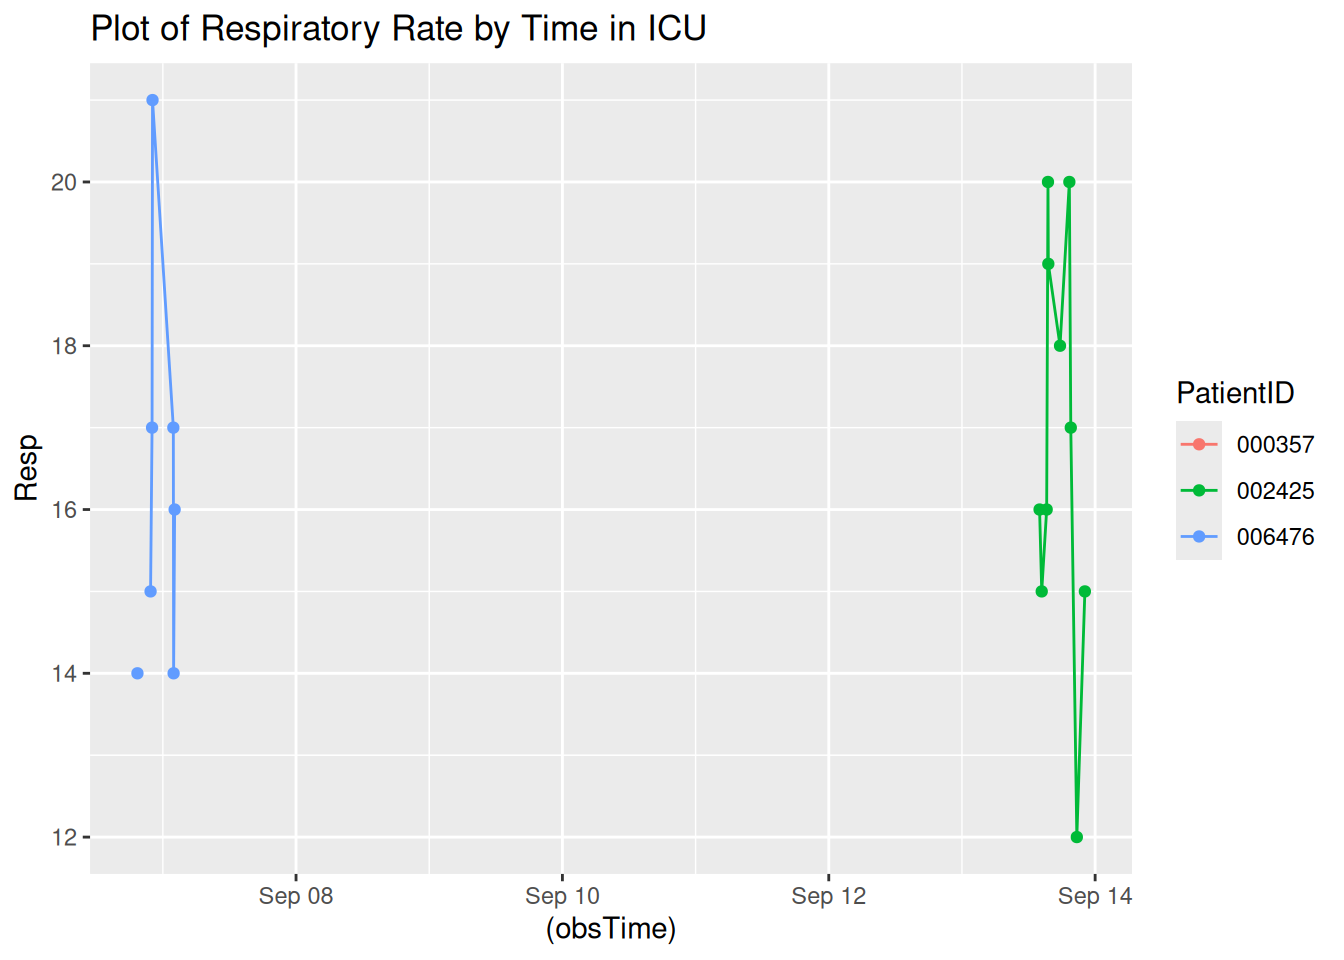 Plot of Respiratory Rate by Time in ICU
20
18
16
14
12
Resp
Sep 08
Sep 10
Sep 12
Sep 14
(obsTime)
PatientID
000357
002425
006476